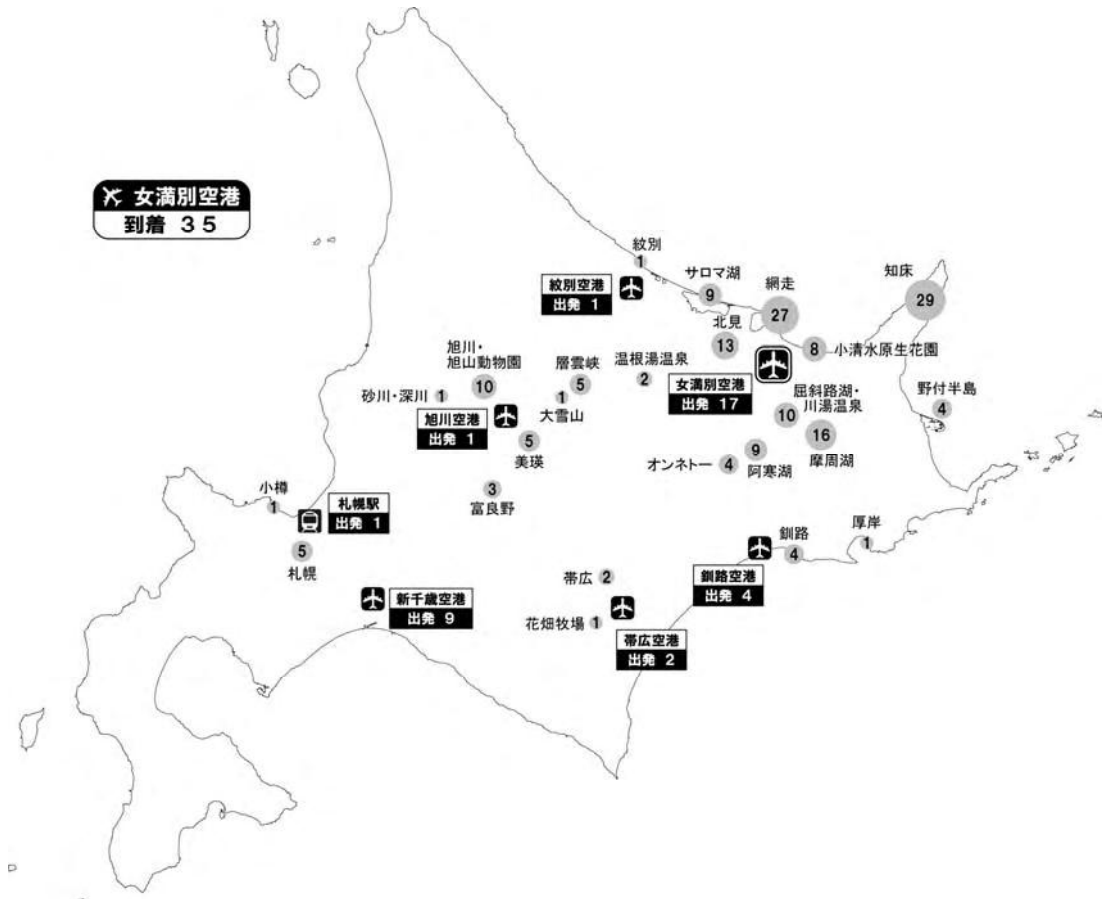 女満別空港
到着 35
紋別
1
紋別空港
出発 1
サロマ湖
9
網走
27
知床
29
北見
13
8
小清水原生花園
旭川・
旭山動物園
10
層雲峡
5
温根湯温泉
2
女満別空港
出発 17
屈斜路湖・
川湯温泉
10
野付半島
4
砂川・深川
1
1
大雪山
旭川空港
出発 1
5
美瑛
16
摩周湖
オンネトー
4
9
阿寒湖
3
富良野
小樽
1
札幌駅
出発 1
5
札幌
釧路
4
厚岸
1
釧路空港
出発 4
帯広
2
新千歳空港
出発 9
花畑牧場
1
帯広空港
出発 2